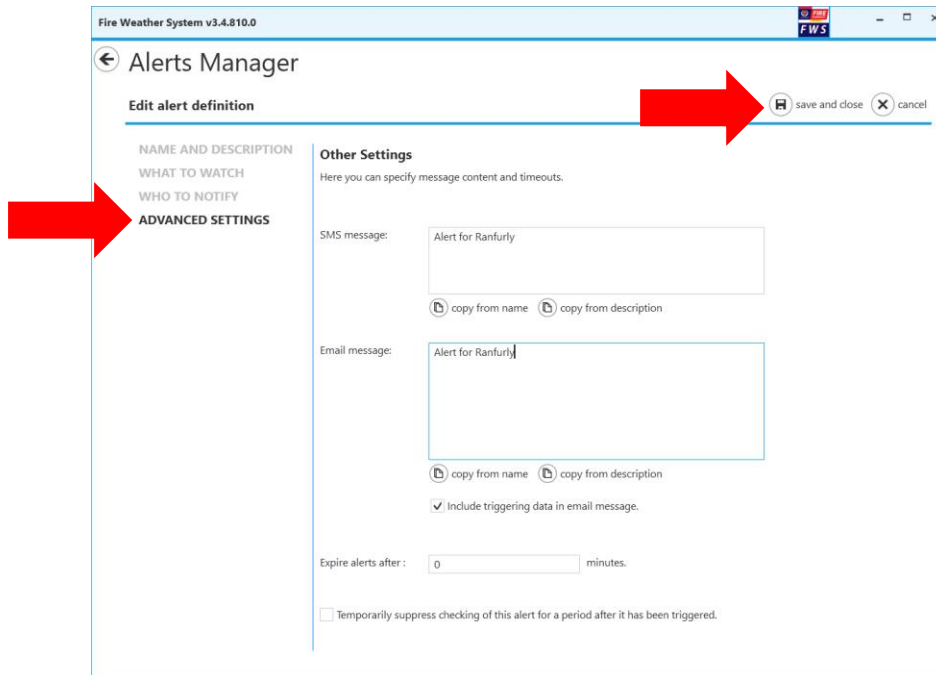 Fire Weather System v3.4.810.0
FIRE
FWS
Alerts Manager
Edit alert definition
save and close
cancel
NAME AND DESCRIPTION
WHAT TO WATCH
WHO TO NOTIFY
ADVANCED SETTINGS
Other Settings
Here you can specify message content and timeouts.
SMS message:
Alert for Ranfurly
copy from name
copy from description
Email message:
Alert for Ranfurly
copy from name
copy from description
Include triggering data in email message.
Expire alerts after :
0
minutes.
Temporarily suppress checking of this alert for a period after it has been triggered.